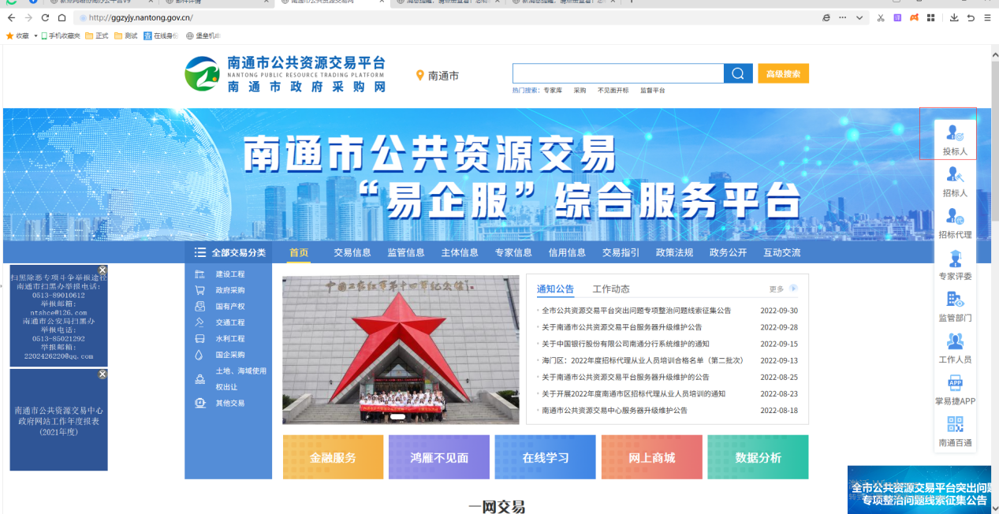 http://ggzyjy.nantong.gov.cn/
收藏
手机收藏夹
正式
测试
查
在线身份
堡垒机
译
南通市公共资源交易平台
NANTONG PUBLIC RESOURCE TRADING PLATFORM
南通市政府采购网
南通市
高级搜索
热门搜索： 专家库 采购 不见面开标 监督平台
南通市公共资源交易
“易企服”综合服务平台
投标人
招标人
招标代理
专家评委
监管部门
工作人员
APP
掌易捷APP
南通百通
全部交易分类
首页
交易信息
监管信息
主体信息
专家信息
信用信息
交易指引
政策法规
政务公开
互动交流
扫黑除恶专项斗争举报途径
南通市扫黑办举报电话:
0513-89010612
举报邮箱:
ntshce@126.com
南通市公安局扫黑办
举报电话:
0513-85021292
举报邮箱:
2202426220@qq.com
南通市公共资源交易中心
政府网站工作年度报表
(2021年度)
建设工程
政府采购
国有产权
交通工程
水利工程
国企采购
土地、海域使用
权出让
其他交易
中国工农红军第十四军纪念馆
通知公告
工作动态
更多
全市公共资源交易平台突出问题专项整治问题线索征集公告 2022-09-30
关于南通市公共资源交易平台服务器升级维护公告 2022-09-28
关于中国银行股份有限公司南通分行系统维护的通知 2022-09-15
海门区：2022年度招标代理从业人员培训合格名单（第二批次） 2022-09-13
关于南通市公共资源交易平台服务器升级维护的公告 2022-08-25
关于开展2022年度南通市区招标代理从业人员培训的通知 2022-08-23
南通市公共资源交易中心服务器升级维护公告 2022-08-18
金融服务
鸿雁不见面
在线学习
网上商城
数据分析
一网交易
全市公共资源交易平台突出问题
专项整治问题线索征集公告